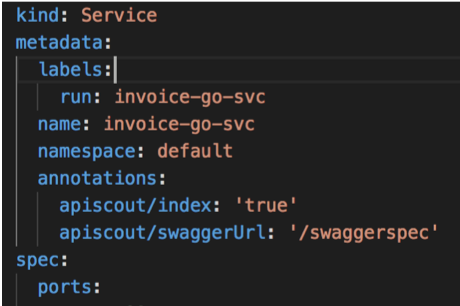 kind: Service
metadata:
  labels:
    run: invoice-go-svc
  name: invoice-go-svc
  namespace: default
  annotations:
    apiscout/index: 'true'
    apiscout/swaggerUrl: '/swaggerspec'
spec:
  ports: